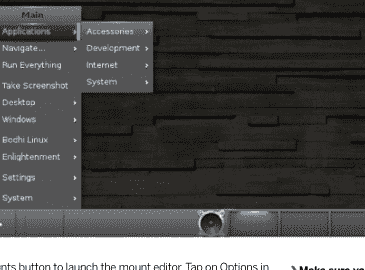 Main
Applications
Navigate...
Run Everything
Take Screenshot
Desktop
Windows
Bodhi Linux
Enlightenment
Settings
System
Accessories
Development
Internet
System
nts button to launch the mount editor. Tap on Options in
Make sure yo